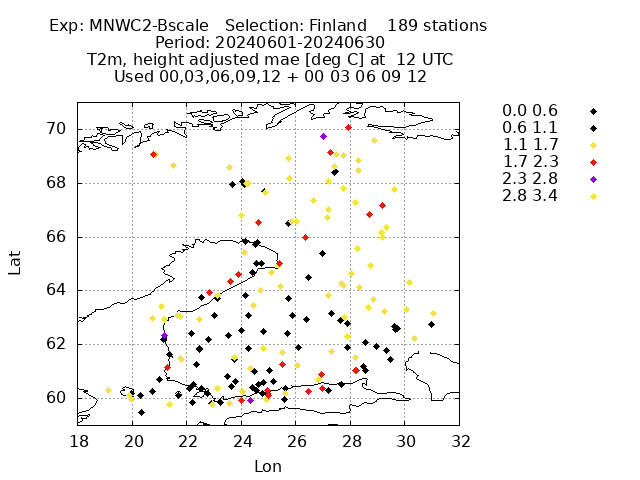 Exp: MNWC2-Bscale   Selection: Finland    189 stations
Period: 20240601-20240630
T2m, height adjusted mae [deg C] at  12 UTC
Used 00,03,06,09,12 + 00 03 06 09 12
0.0 0.6
0.6 1.1
1.1 1.7
1.7 2.3
2.3 2.8
2.8 3.4
70
68
66
64
62
60
Lat
18 20 22 24 26 28 30 32
Lon